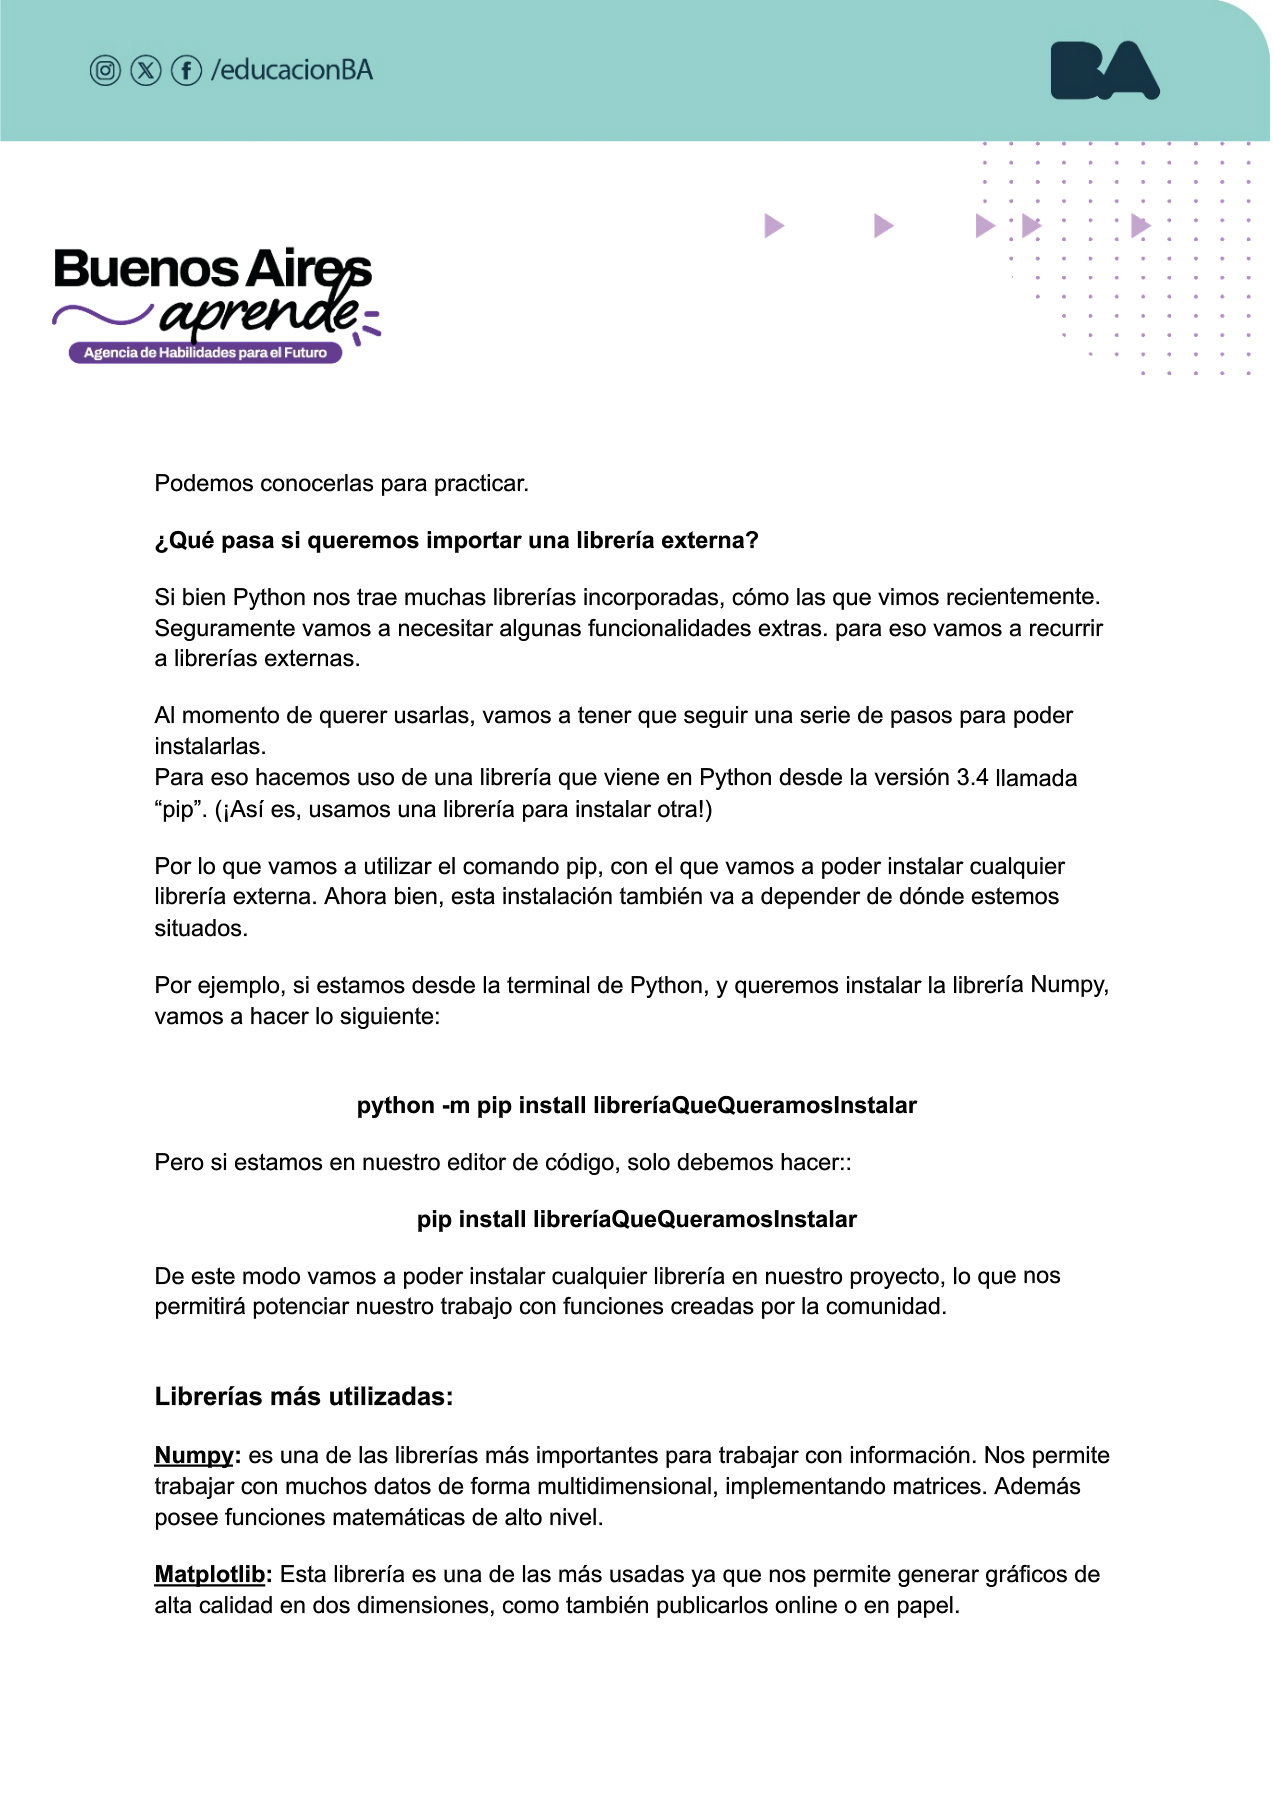 /educacionBA
BA
Buenos Aires
aprende
Agencia de Habilidades para el Futuro
Podemos conocerlas para practicar.
¿Qué pasa si queremos importar una librería externa?
Si bien Python nos trae muchas librerías incorporadas, cómo las que vimos recientemente.
Seguramente vamos a necesitar algunas funcionalidades extras. para eso vamos a recurrir
a librerías externas.
Al momento de querer usarlas, vamos a tener que seguir una serie de pasos para poder
instalarlas.
Para eso hacemos uso de una librería que viene en Python desde la versión 3.4 llamada
“pip”. (¡Así es, usamos una librería para instalar otra!)
Por lo que vamos a utilizar el comando pip, con el que vamos a poder instalar cualquier
librería externa. Ahora bien, esta instalación también va a depender de dónde estemos
situados.
Por ejemplo, si estamos desde la terminal de Python, y queremos instalar la librería Numpy,
vamos a hacer lo siguiente:
python -m pip install libreríaQueQueramosInstalar
Pero si estamos en nuestro editor de código, solo debemos hacer::
pip install libreríaQueQueramosInstalar
De este modo vamos a poder instalar cualquier librería en nuestro proyecto, lo que nos
permitirá potenciar nuestro trabajo con funciones creadas por la comunidad.
Librerías más utilizadas:
Numpy: es una de las librerías más importantes para trabajar con información. Nos permite
trabajar con muchos datos de forma multidimensional, implementando matrices. Además
posee funciones matemáticas de alto nivel.
Matplotlib: Esta librería es una de las más usadas ya que nos permite generar gráficos de
alta calidad en dos dimensiones, como también publicarlos online o en papel.